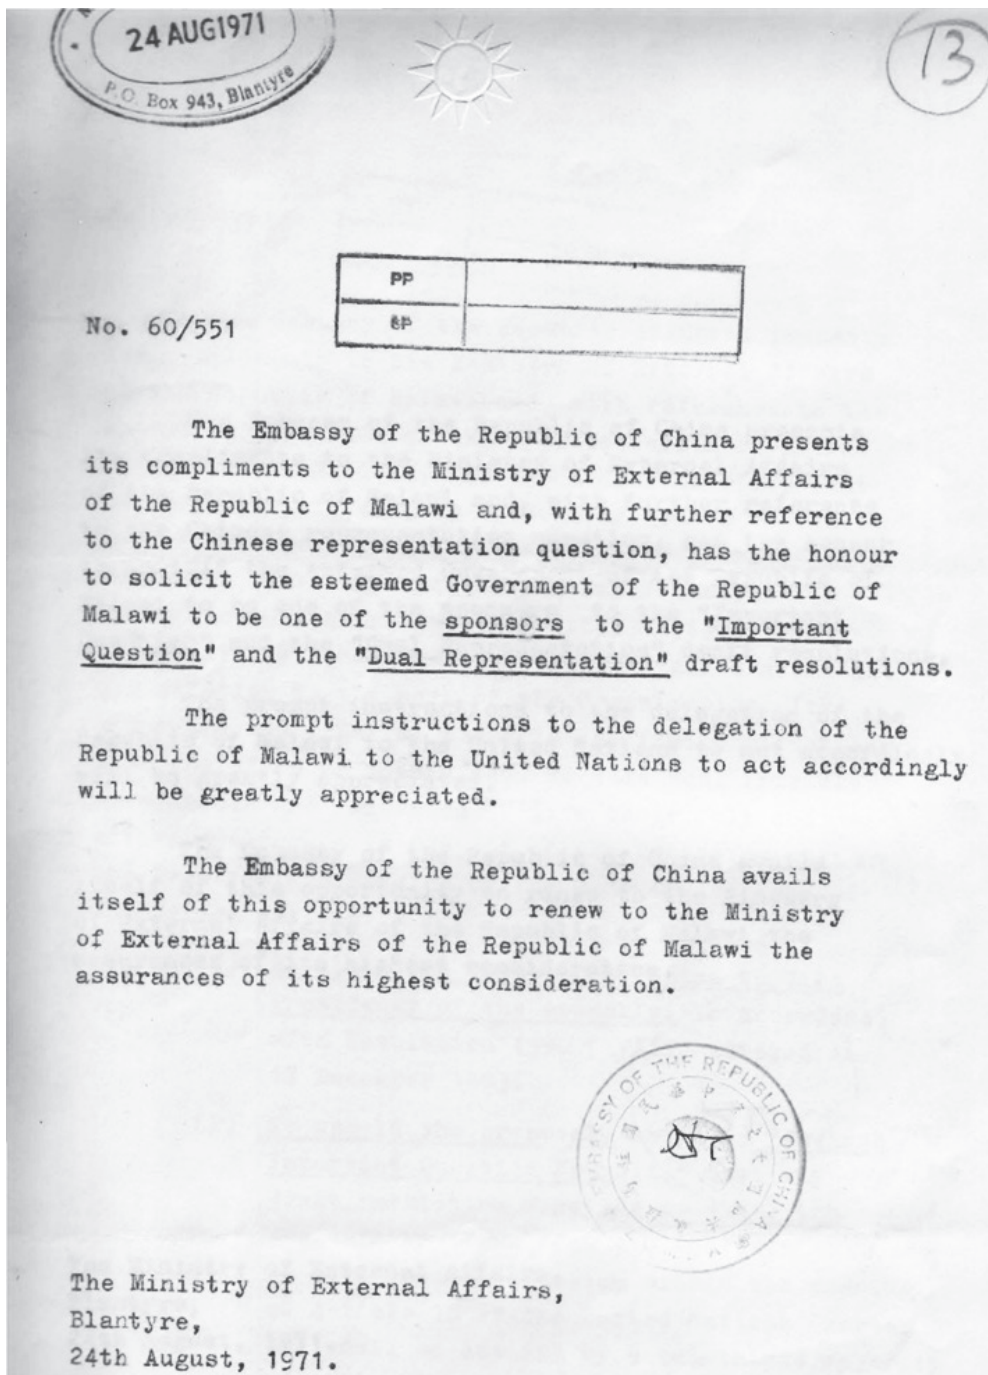 24 AUG 1971
P.O. Box 943, Blantyre
13
PP
SP
No. 60/551
The Embassy of the Republic of China presents
its compliments to the Ministry of External Affairs
of the Republic of Malawi and, with further reference
to the Chinese representation question, has the honour
to solicit the esteemed Government of the Republic of
Malawi to be one of the sponsors to the "Important
Question" and the "Dual Representation" draft resolutions.
The prompt instructions to the delegation of the
Republic of Malawi to the United Nations to act accordingly
will be greatly appreciated.
The Embassy of the Republic of China avails
itself of this opportunity to renew to the Ministry
of External Affairs of the Republic of Malawi the
assurances of its highest consideration.
EMBASSY OF THE REPUBLIC OF CHINA
The Ministry of External Affairs,
Blantyre,
24th August, 1971.